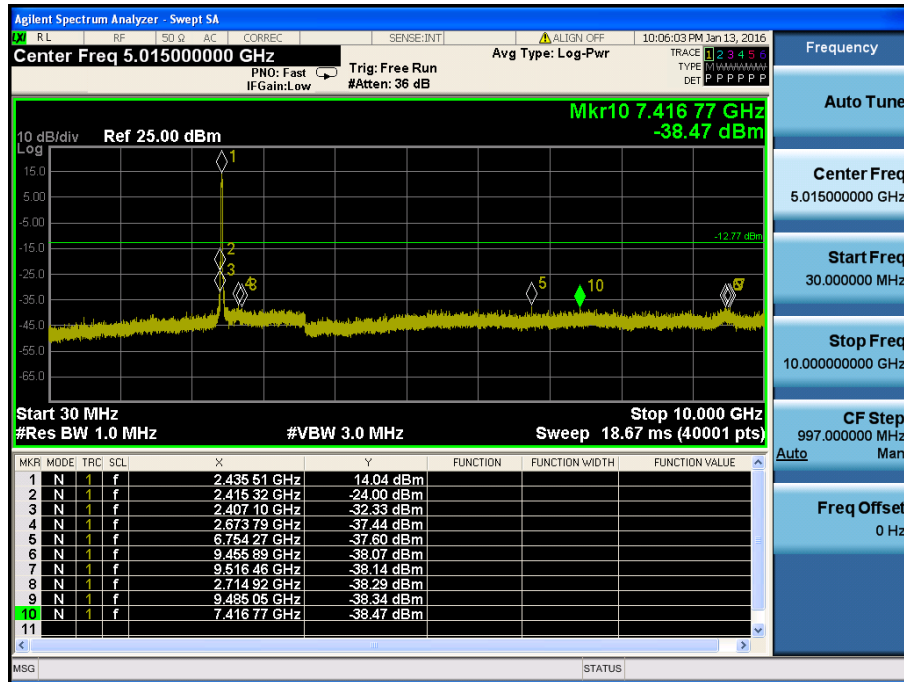 Agilent Spectrum Analyzer - Swept SA
LXI RL RF 50 Ω AC CORREC SENSE:INT ALIGN OFF 10:06:03 PM Jan 13, 2016
Center Freq 5.015000000 GHz
PNO: Fast
IFGain:Low
Trig: Free Run
#Atten: 36 dB
Avg Type: Log-Pwr
TRACE 1 2 3 4 5 6
TYPE M W W W W W
DET P P P P P P
Frequency
Auto Tune
Center Freq
5.015000000 GHz
Start Freq
30.000000 MHz
Stop Freq
10.000000000 GHz
CF Step
997.000000 MHz
Auto Man
Freq Offset
0 Hz
Mkr10 7.416 77 GHz
-38.47 dBm
10 dB/div Ref 25.00 dBm
Log
15.0
5.00
-5.00
-15.0
-25.0
-35.0
-45.0
-55.0
-65.0
1
2
3
4 8
5
10
-12.77 dBm
Start 30 MHz Stop 10.000 GHz
#Res BW 1.0 MHz #VBW 3.0 MHz Sweep 18.67 ms (40001 pts)
MKR MODE TRC SCL X Y FUNCTION FUNCTION WIDTH FUNCTION VALUE
1 N 1 f 2.435 51 GHz 14.04 dBm
2 N 1 f 2.415 32 GHz -24.00 dBm
3 N 1 f 2.407 10 GHz -32.33 dBm
4 N 1 f 2.673 79 GHz -37.44 dBm
5 N 1 f 6.754 27 GHz -37.60 dBm
6 N 1 f 9.455 89 GHz -38.07 dBm
7 N 1 f 9.516 46 GHz -38.14 dBm
8 N 1 f 2.714 92 GHz -38.29 dBm
9 N 1 f 9.485 05 GHz -38.34 dBm
10 N 1 f 7.416 77 GHz -38.47 dBm
11
MSG STATUS